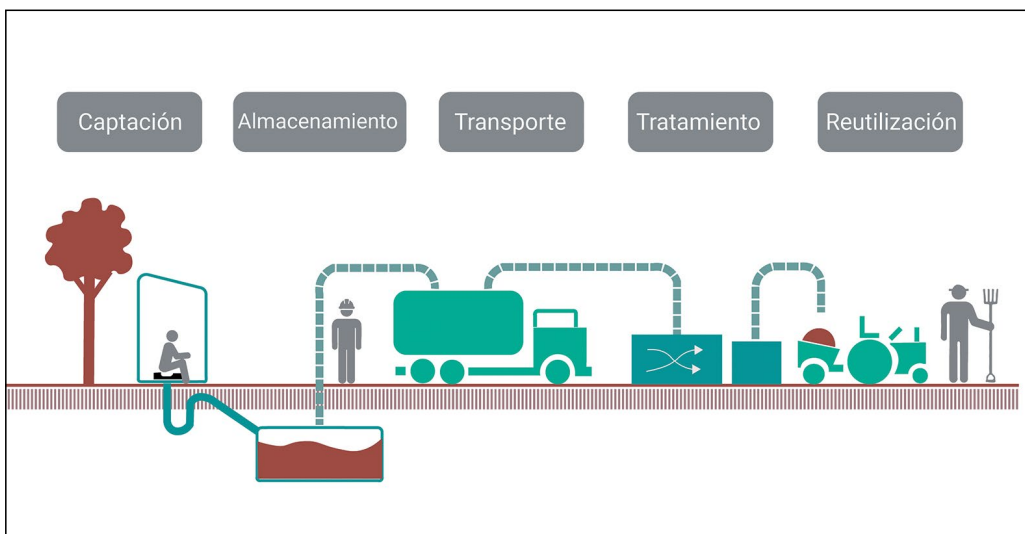 Captación
Almacenamiento
Transporte
Tratamiento
Reutilización